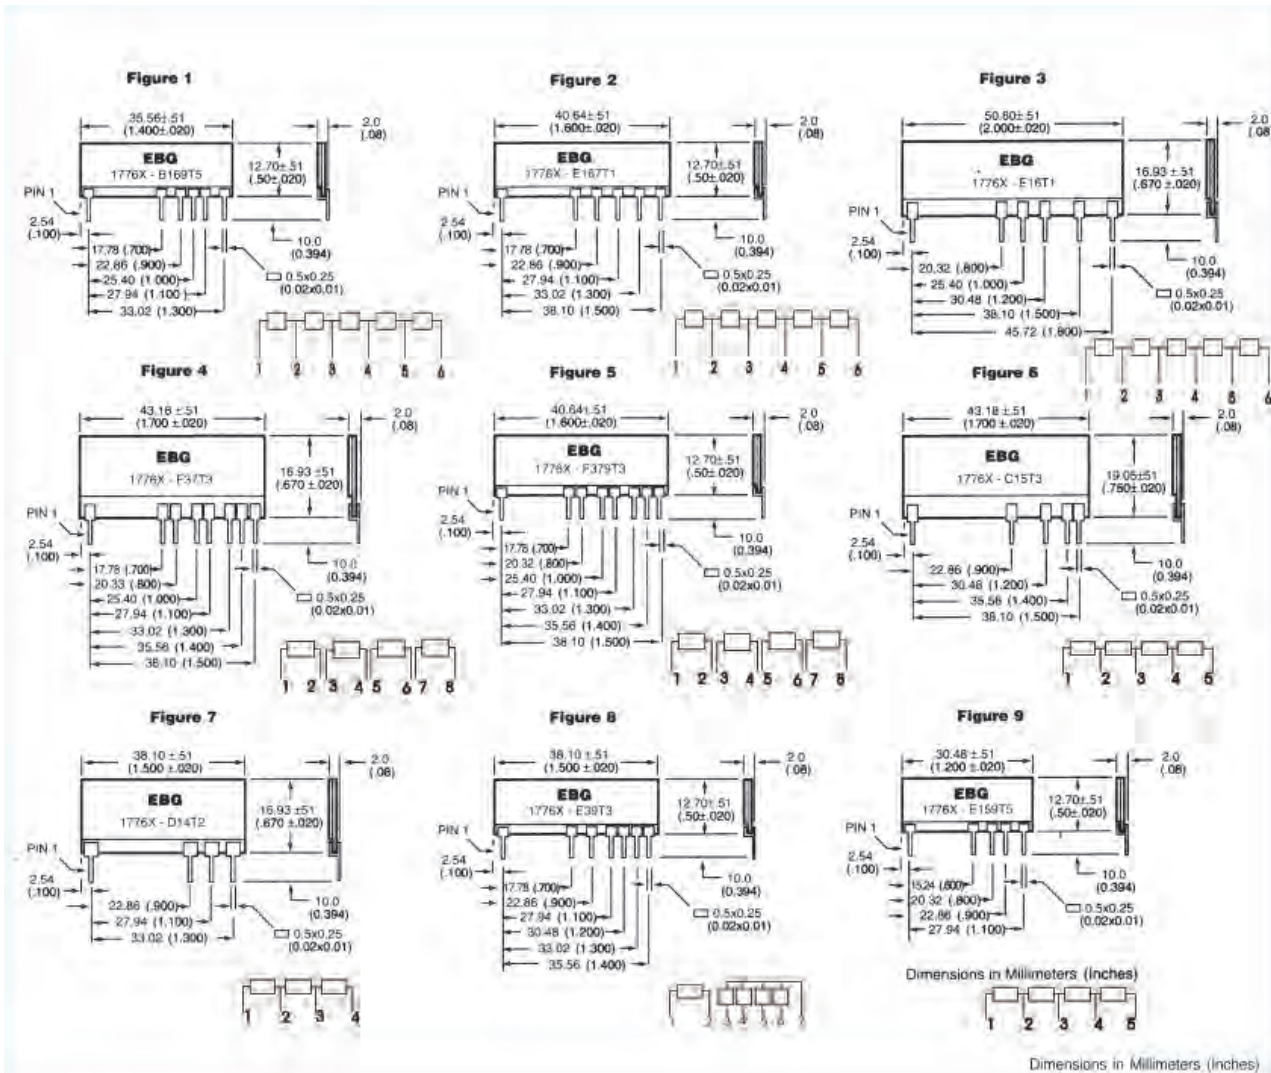 Figure 1
35.56±.51
(1.400±.020)
2.0
(.08)
EBG
1776X - B169T5
12.70±.51
(.50±.020)
PIN 1
2.54
(.100)
10.0
(0.394)
17.78 (.700)
22.86 (.900)
25.40 (1.000)
27.94 (1.100)
33.02 (1.300)
0.5x0.25
(0.02x0.01)
1 2 3 4 5 6
Figure 2
40.64±.51
(1.600±.020)
2.0
(.08)
EBG
1776X - E167T1
12.70±.51
(.50±.020)
PIN 1
2.54
(.100)
10.0
(0.394)
17.78 (.700)
22.86 (.900)
27.94 (1.100)
33.02 (1.300)
38.10 (1.500)
0.5x0.25
(0.02x0.01)
1 2 3 4 5 6
Figure 3
50.80±.51
(2.000±.020)
2.0
(.08)
EBG
1776X - E16T1
16.93 ±.51
(.670 ±.020)
PIN 1
2.54
(.100)
10.0
(0.394)
20.32 (.800)
25.40 (1.000)
30.48 (1.200)
38.10 (1.500)
45.72 (1.800)
0.5x0.25
(0.02x0.01)
1 2 3 4 5 6
Figure 4
43.18 ±.51
(1.700 ±.020)
2.0
(.08)
EBG
1776X - F37T3
16.93 ±51
(.670 ±.020)
PIN 1
2.54
(.100)
10.0
(0.394)
17.78 (.700)
20.33 (.800)
25.40 (1.000)
27.94 (1.100)
33.02 (1.300)
35.56 (1.400)
38.10 (1.500)
0.5x0.25
(0.02x0.01)
1 2 3 4 5 6 7 8
Figure 5
40.64±.51
(1.600±.020)
2.0
(.08)
EBG
1776X - F379T3
12.70±.51
(.50±.020)
PIN 1
2.54
(.100)
10.0
(0.394)
17.78 (.700)
20.32 (.800)
25.40 (1.000)
27.94 (1.100)
33.02 (1.300)
35.56 (1.400)
38.10 (1.500)
0.5x0.25
(0.02x0.01)
1 2 3 4 5 6 7 8
Figure 6
43.18 ±.51
(1.700 ±.020)
2.0
(.08)
EBG
1776X - C15T3
19.05±51
(.750±.020)
PIN 1
2.54
(.100)
10.0
(0.394)
22.86 (.900)
30.48 (1.200)
35.56 (1.400)
38.10 (1.500)
0.5x0.25
(0.02x0.01)
1 2 3 4 5
Figure 7
38.10 ±.51
(1.500 ±.020)
2.0
(.08)
EBG
1776X - D14T2
16.93 ±51
(.670 ±.020)
PIN 1
2.54
(.100)
10.0
(0.394)
22.86 (.900)
27.94 (1.100)
33.02 (1.300)
0.5x0.25
(0.02x0.01)
1 2 3 4
Figure 8
38.10 ±.51
(1.500 ±.020)
2.0
(.08)
EBG
1776X - E39T3
12.70±.51
(.50±.020)
PIN 1
2.54
(.100)
10.0
(0.394)
17.78 (.700)
22.86 (.900)
27.94 (1.100)
30.48 (1.200)
33.02 (1.300)
35.56 (1.400)
0.5x0.25
(0.02x0.01)
Figure 9
30.48 ±.51
(1.200 ±.020)
2.0
(.08)
EBG
1776X - E159T5
12.70±.51
(.50±.020)
PIN 1
2.54
(.100)
10.0
(0.394)
15.24 (.600)
20.32 (.800)
22.86 (.900)
27.94 (1.100)
0.5x0.25
(0.02x0.01)
Dimensions in Millimeters (Inches)
1 2 3 4 5
Dimensions in Millimeters (Inches)